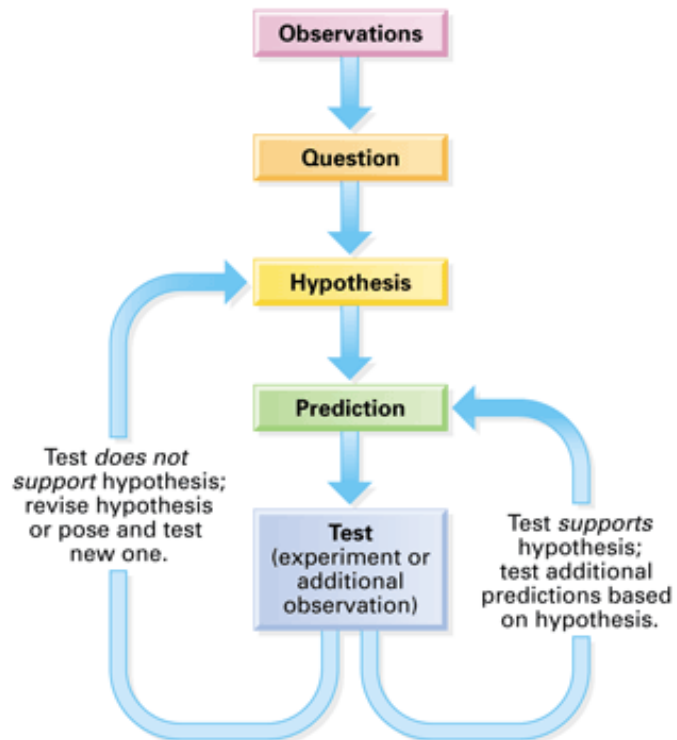 Observations
Question
Hypothesis
Prediction
Test
(experiment or
additional
observation)
Test does not
support hypothesis;
revise hypothesis
or pose and test
new one.
Test supports
hypothesis;
test additional
predictions based
on hypothesis.